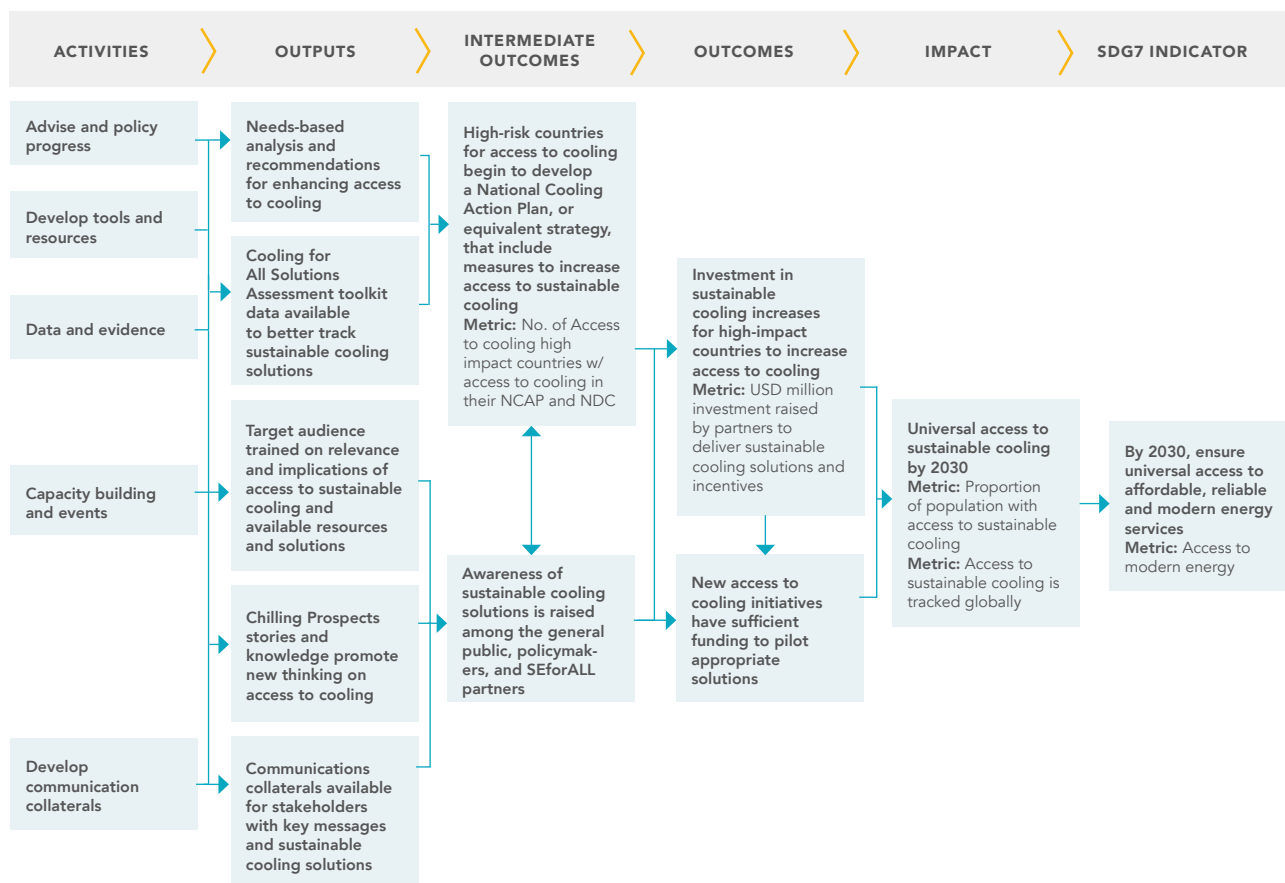 ACTIVITIES
OUTPUTS
INTERMEDIATE
OUTCOMES
OUTCOMES
IMPACT
SDG7 INDICATOR
Advise and policy
progress
Develop tools and
resources
Data and evidence
Capacity building
and events
Develop
communication
collaterals
Needs-based
analysis and
recommendations
for enhancing access
to cooling
Cooling for
All Solutions
Assessment toolkit
data available
to better track
sustainable cooling
solutions
Target audience
trained on relevance
and implications of
access to sustainable
cooling and
available resources
and solutions
Chilling Prospects
stories and
knowledge promote
new thinking on
access to cooling
Communications
collaterals available
for stakeholders
with key messages
and sustainable
cooling solutions
High-risk countries
for access to cooling
begin to develop
a National Cooling
Action Plan, or
equivalent strategy,
that include
measures to increase
access to sustainable
cooling
Metric: No. of Access
to cooling high
impact countries w/
access to cooling in
their NCAP and NDC
Awareness of
sustainable cooling
solutions is raised
among the general
public, policymak-
ers, and SEforALL
partners
Investment in
sustainable
cooling increases
for high-impact
countries to increase
access to cooling
Metric: USD million
investment raised
by partners to
deliver sustainable
cooling solutions and
incentives
New access to
cooling initiatives
have sufficient
funding to pilot
appropriate
solutions
Universal access to
sustainable cooling
by 2030
Metric: Proportion
of population with
access to sustainable
cooling
Metric: Access to
sustainable cooling is
tracked globally
By 2030, ensure
universal access to
affordable, reliable
and modern energy
services
Metric: Access to
modern energy